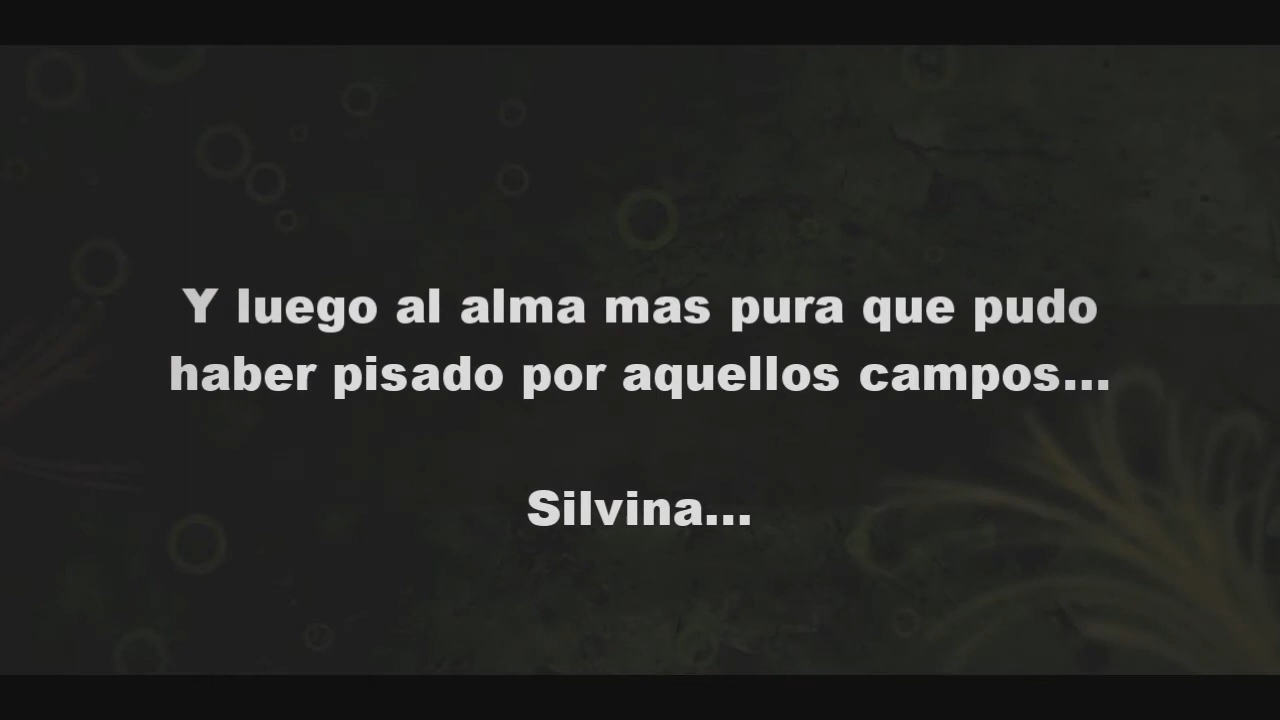 Y luego al alma mas pura que pudo
haber pisado por aquellos campos...
Silvina...